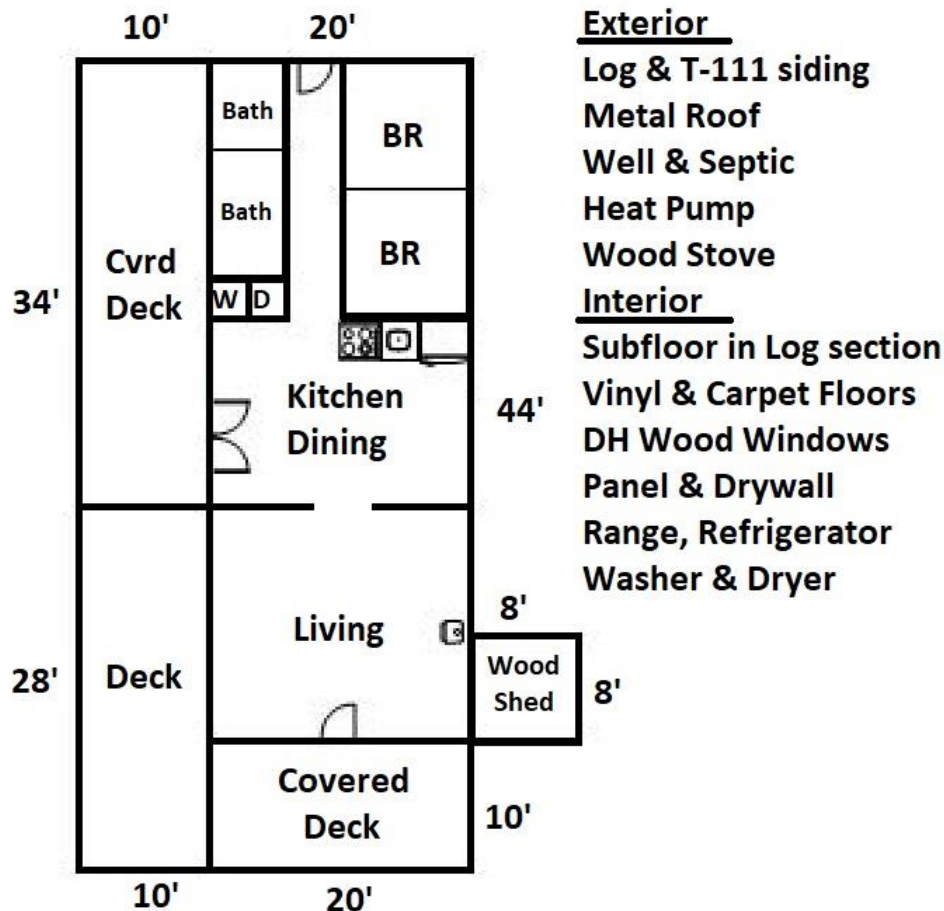 10'
20'
Exterior
Log & T-111 siding
Metal Roof
Well & Septic
Heat Pump
Wood Stove
Interior
Subfloor in Log section
Vinyl & Carpet Floors
DH Wood Windows
Panel & Drywall
Range, Refrigerator
Washer & Dryer
Bath
BR
Bath
BR
Cvrd
Deck
34'
W
D
Kitchen
Dining
44'
Living
8'
28'
Deck
Wood
Shed
8'
Covered
Deck
10'
10'
20'